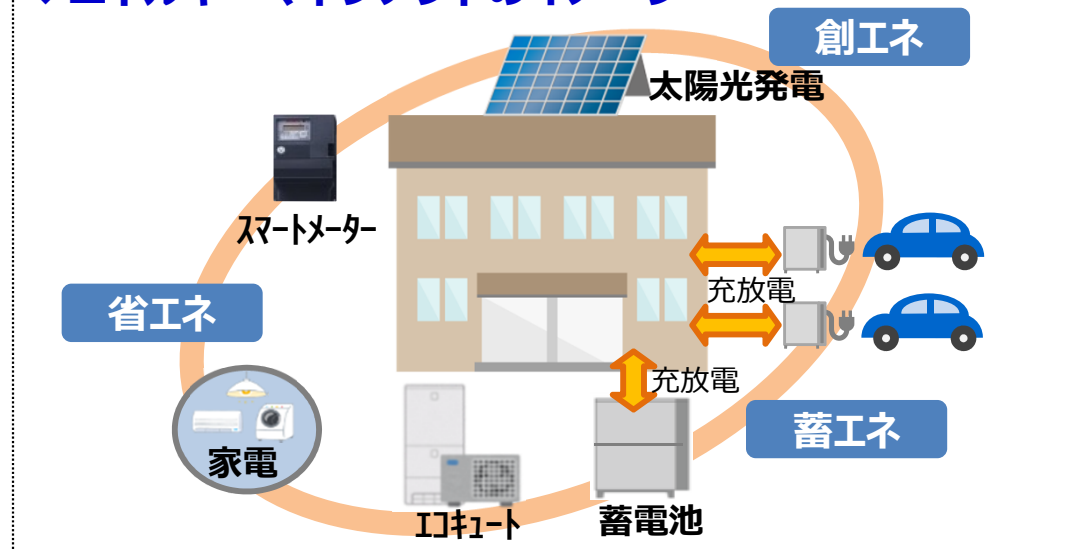 創エネ
太陽光発電
スマートメーター
充放電
省エネ
充放電
蓄エネ
家電
エコキュート
蓄電池